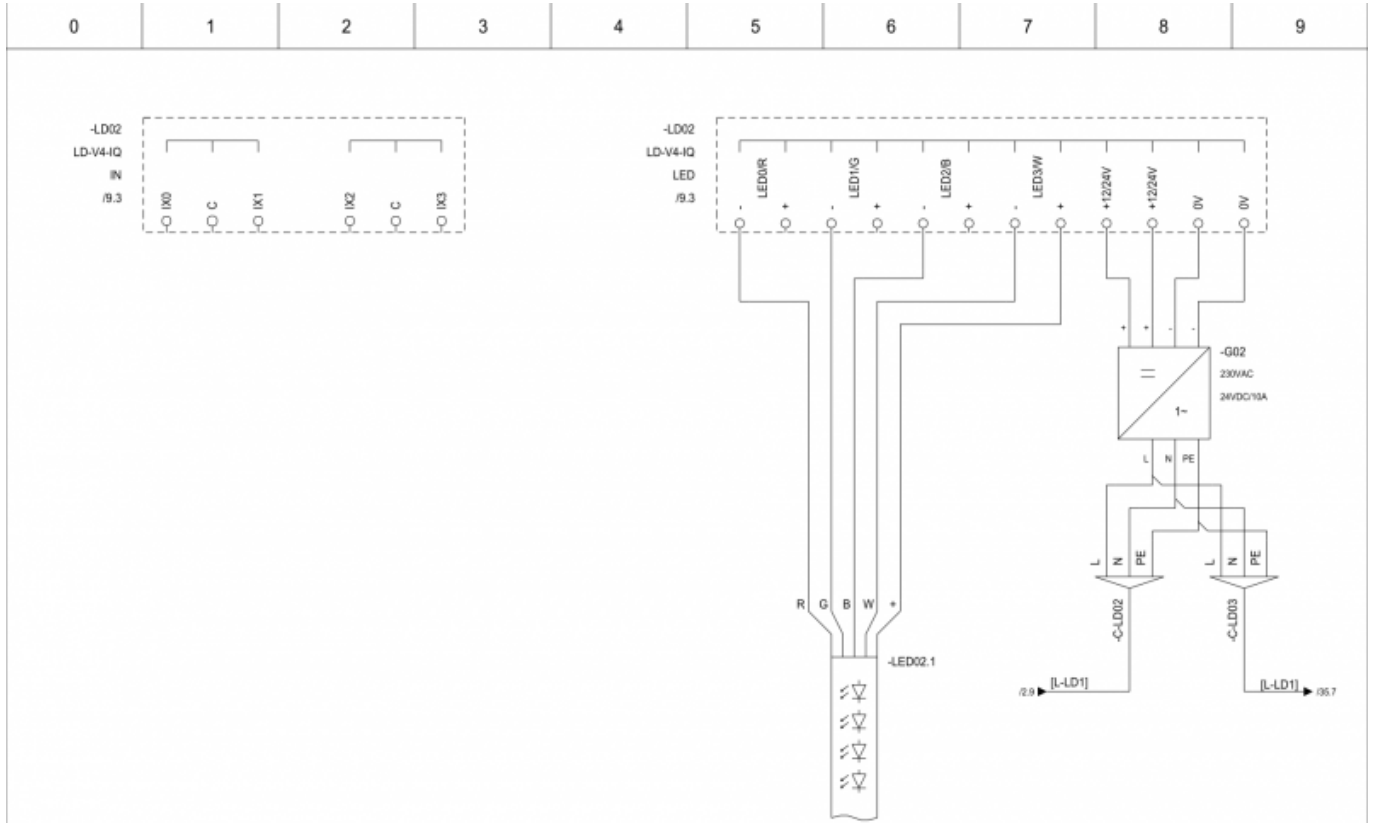 0 1 2 3 4 5 6 7 8 9
-LD02
LD-V4-IQ
IN
/9.3
IX0 C IX1 IX2 C IX3
-LD02
LD-V4-IQ
LED
/9.3
LED0/R LED1/G LED2/B LED3/W +12/24V +12/24V 0V 0V
- + - + - + - +
+ + - -
-G02
230VAC
24VDC/10A
1~
L N PE
L N PE L N PE
R G B W +
-C-LD02 -C-LD03
-LED02.1
/2.9 [L-LD1] [L-LD1] /35.7